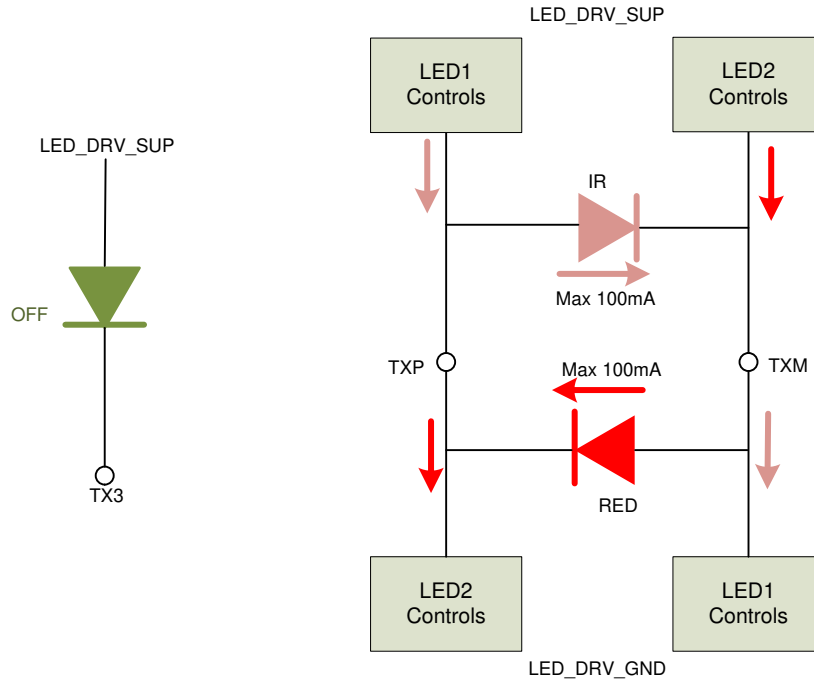 LED_DRV_SUP
LED1
Controls
LED2
Controls
LED_DRV_SUP
IR
OFF
Max 100mA
TXP
Max 100mA
TXM
TX3
RED
LED2
Controls
LED1
Controls
LED_DRV_GND